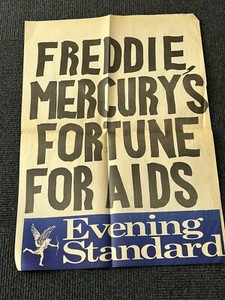 FREDDIE
MERCURY'S
FORTUNE
FOR AIDS
Evening
Standard